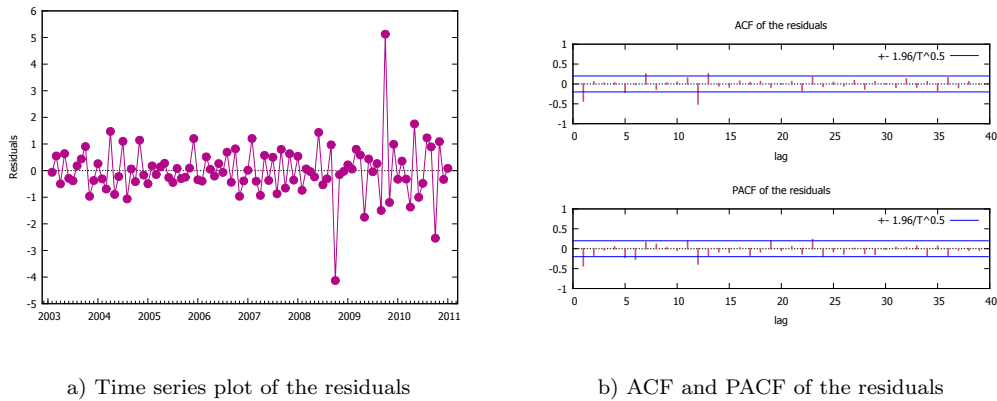 6
5
4
3
2
1
0
-1
-2
-3
-4
-5
Residuals
2003 2004 2005 2006 2007 2008 2009 2010 2011
a) Time series plot of the residuals
ACF of the residuals
+- 1.96/T^0.5
1
0.5
0
-0.5
-1
0 5 10 15 20 25 30 35 40
lag
PACF of the residuals
+- 1.96/T^0.5
1
0.5
0
-0.5
-1
0 5 10 15 20 25 30 35 40
lag
b) ACF and PACF of the residuals